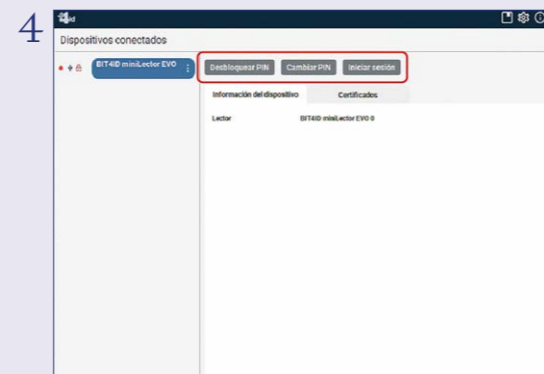 4
4id
Dispositivos conectados
BIT4ID miniLector EVO
Desbloquear PIN Cambiar PIN Iniciar sesión
Información del dispositivo Certificados
Lector BIT4ID miniLector EVO 0